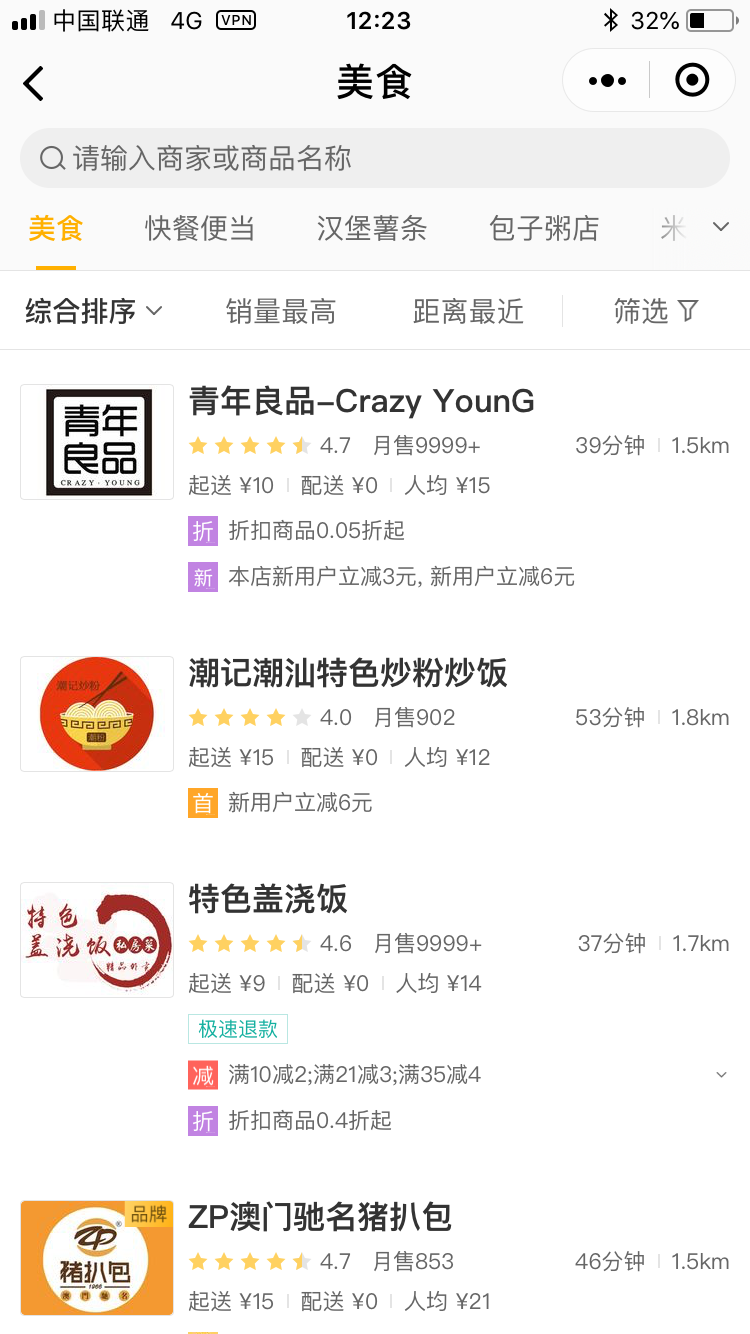 中国联通 4G VPN 12:23 32%
美食
请输入商家或商品名称
美食 快餐便当 汉堡薯条 包子粥店 米
综合排序 销量最高 距离最近 筛选
青年
良品
CRAZY · YOUNG
青年良品-Crazy YounG
4.7 月售9999+ 39分钟 1.5km
起送 ¥10 配送 ¥0 人均 ¥15
折 折扣商品0.05折起
新 本店新用户立减3元, 新用户立减6元
潮记炒粉
潮汕特色炒粉炒饭
潮记潮汕特色炒粉炒饭
4.0 月售902 53分钟 1.8km
起送 ¥15 配送 ¥0 人均 ¥12
首 新用户立减6元
特色
盖浇饭
私房菜
特色盖浇饭
4.6 月售9999+ 37分钟 1.7km
起送 ¥9 配送 ¥0 人均 ¥14
极速退款
减 满10减2;满21减3;满35减4
折 折扣商品0.4折起
品牌
ZP®
豬扒包
1966
澳门驰名
ZP澳门驰名猪扒包
4.7 月售853 46分钟 1.5km
起送 ¥15 配送 ¥0 人均 ¥21